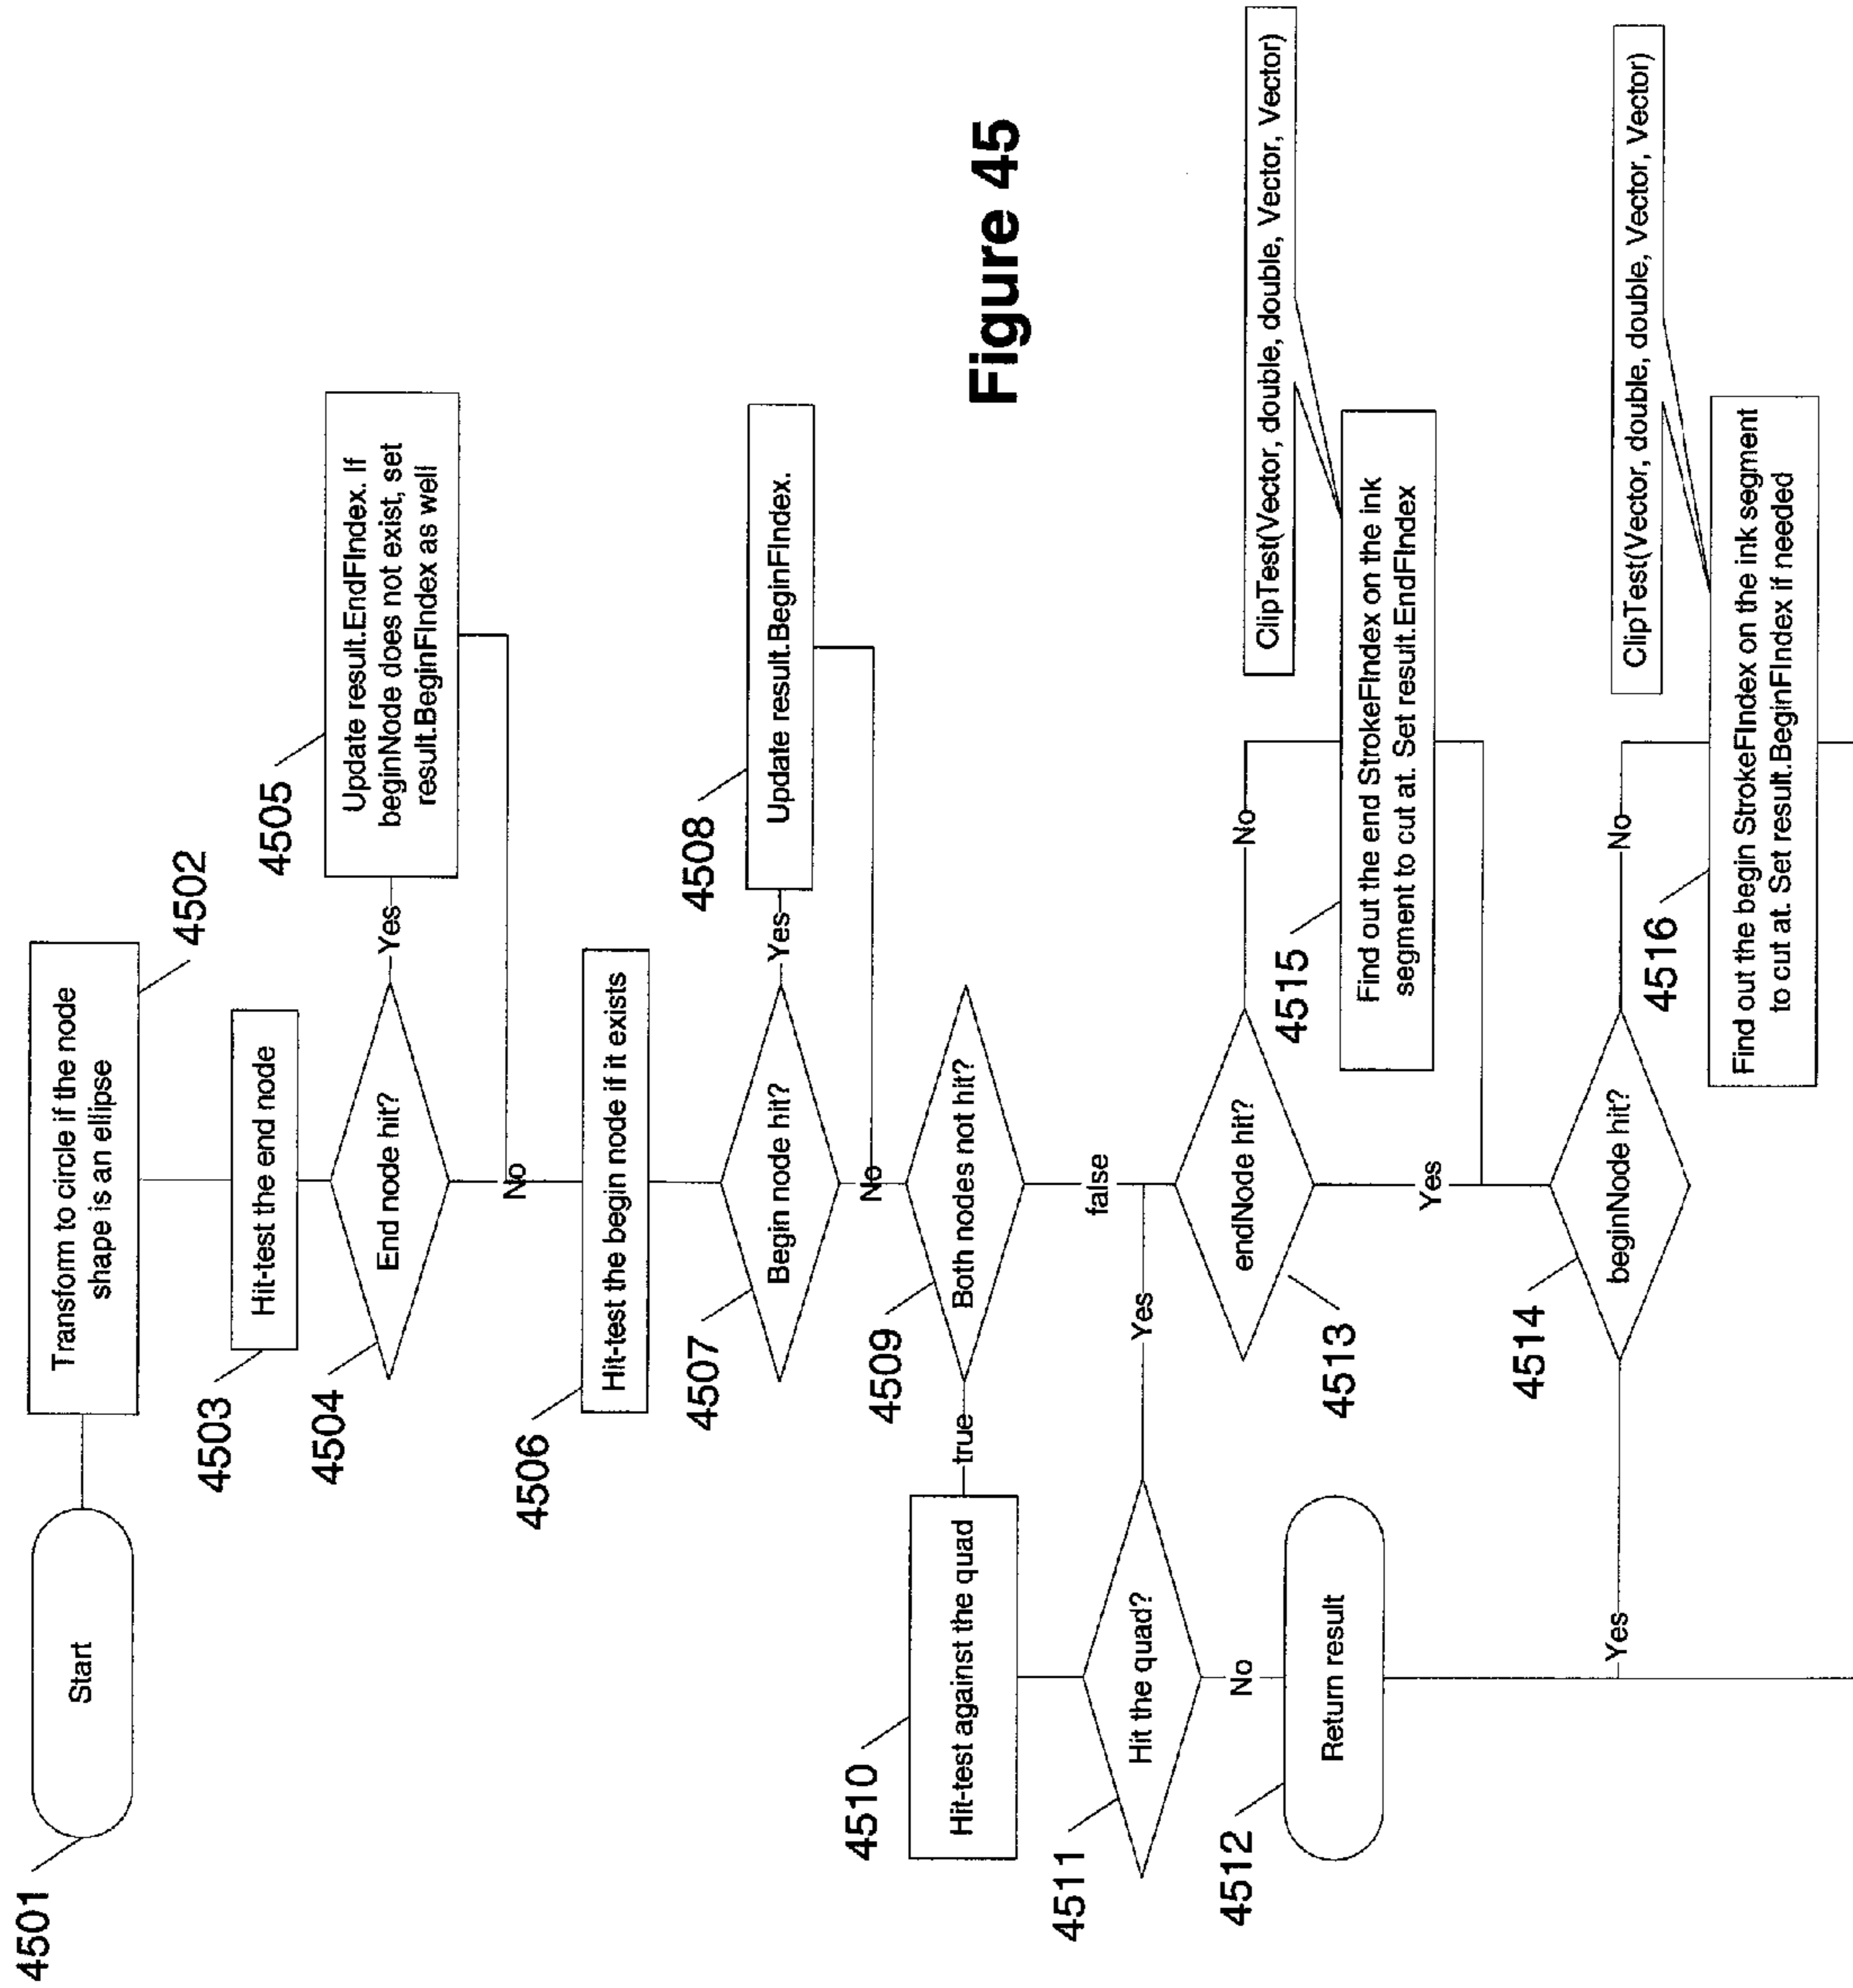 4501
Start
Transform to circle if the node
shape is an ellipse
4502
4503
Hit-test the end node
4504
End node hit?
Yes
4505
Update result.EndFIndex. If
beginNode does not exist, set
result.BeginFIndex as well
No
4506
Hit-test the begin node if it exists
4507
Begin node hit?
Yes
4508
Update result.BeginFIndex.
No
4509
Both nodes not hit?
true
false
4510
Hit-test against the quad
4511
Hit the quad?
Yes
No
4512
Return result
4513
endNode hit?
No
Yes
4515
Find out the end StrokeFIndex on the ink
segment to cut at. Set result.EndFIndex
ClipTest(Vector, double, double, Vector, Vector)
4514
beginNode hit?
Yes
No
4516
Find out the begin StrokeFIndex on the ink segment
to cut at. Set result.BeginFIndex if needed
ClipTest(Vector, double, double, Vector, Vector)
Figure 45